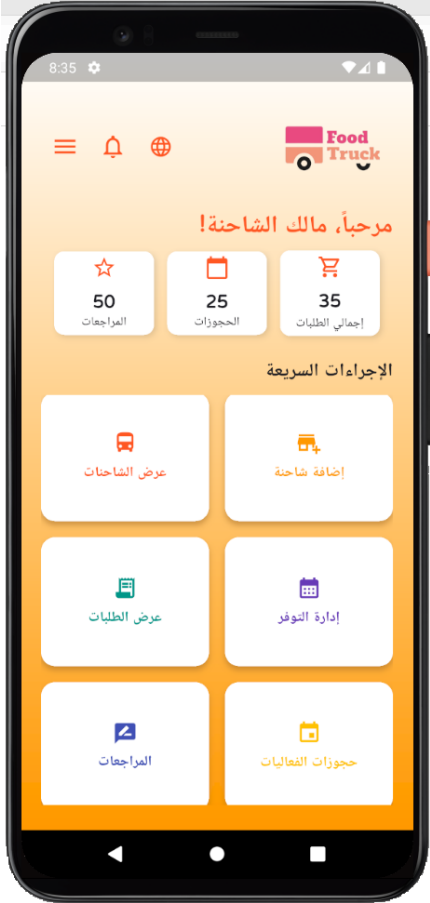 8:35
Food
Truck
مرحباً، مالك الشاحنة!
35
إجمالي الطلبات
25
الحجوزات
50
المراجعات
الإجراءات السريعة
إضافة شاحنة
عرض الشاحنات
إدارة التوفر
عرض الطلبات
حجوزات الفعاليات
المراجعات